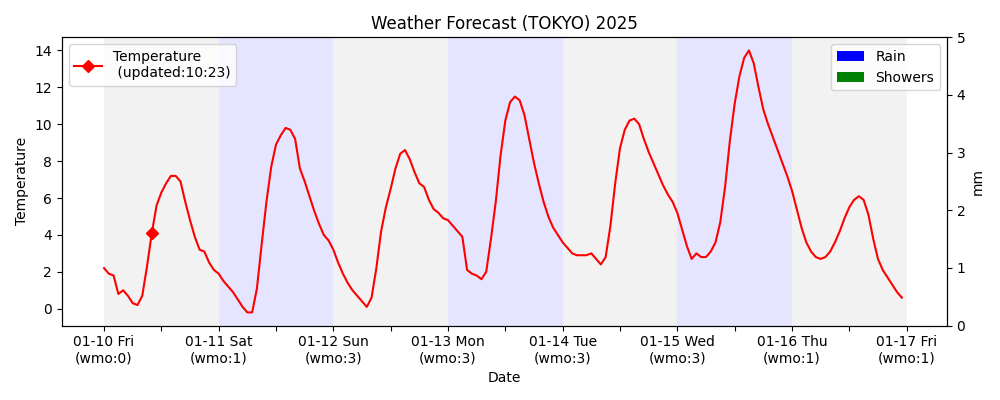 Weather Forecast (TOKYO) 2025
Temperature
(updated:10:23)
Rain
Showers
Temperature
14
12
10
8
6
4
2
0
5
4
3
2
1
0
mm
01-10 Fri
(wmo:0)
01-11 Sat
(wmo:1)
01-12 Sun
(wmo:3)
01-13 Mon
(wmo:3)
01-14 Tue
(wmo:3)
01-15 Wed
(wmo:3)
01-16 Thu
(wmo:1)
01-17 Fri
(wmo:1)
Date